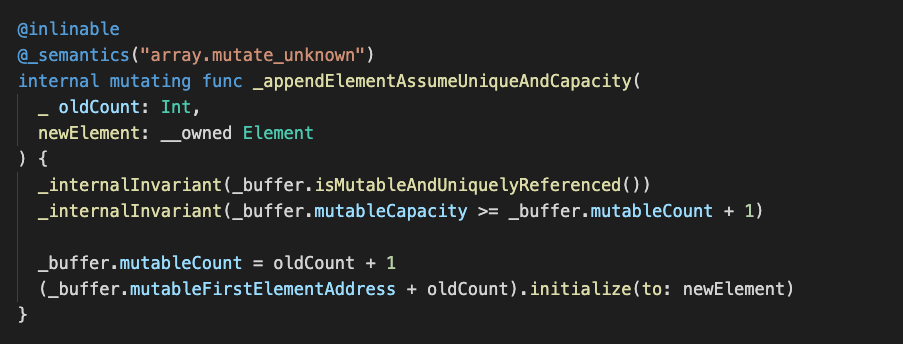 @inlinable
@_semantics("array.mutate_unknown")
internal mutating func _appendElementAssumeUniqueAndCapacity(
  _ oldCount: Int,
  newElement: __owned Element
) {
  _internalInvariant(_buffer.isMutableAndUniquelyReferenced())
  _internalInvariant(_buffer.mutableCapacity >= _buffer.mutableCount + 1)

  _buffer.mutableCount = oldCount + 1
  (_buffer.mutableFirstElementAddress + oldCount).initialize(to: newElement)
}